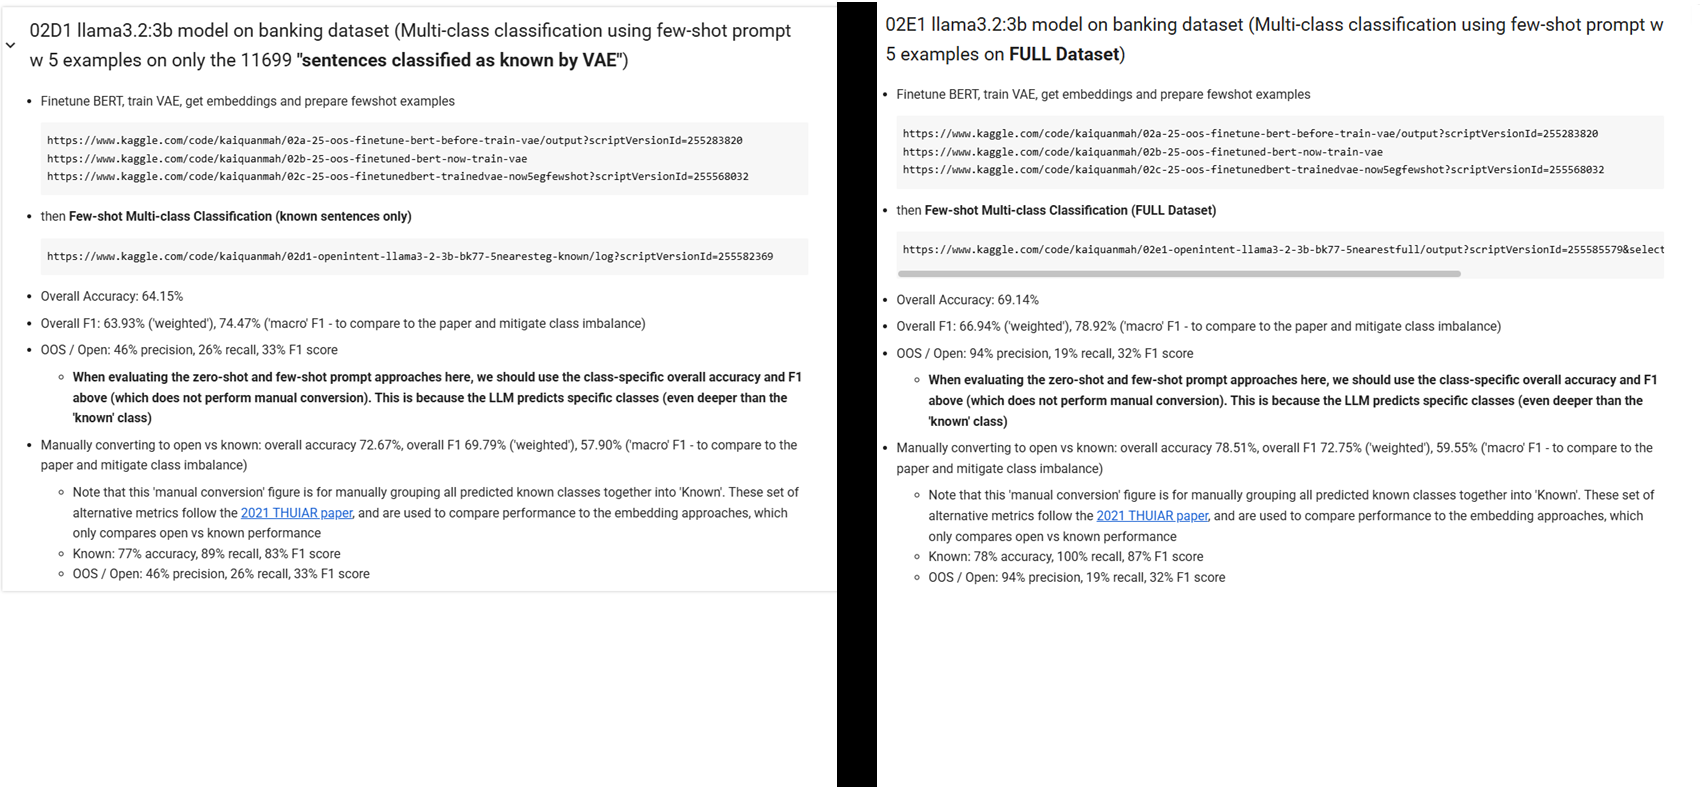 02D1 llama3.2:3b model on banking dataset (Multi-class classification using few-shot prompt
w 5 examples on only the 11699 "sentences classified as known by VAE")
• Finetune BERT, train VAE, get embeddings and prepare fewshot examples
https://www.kaggle.com/code/kaiquanmah/02a-25-oos-finetune-bert-before-train-vae/output?scriptVersionId=255283820
https://www.kaggle.com/code/kaiquanmah/02b-25-oos-finetuned-bert-now-train-vae
https://www.kaggle.com/code/kaiquanmah/02c-25-oos-finetunedbert-trainedvae-now5egfewshot?scriptVersionId=255568032
• then Few-shot Multi-class Classification (known sentences only)
https://www.kaggle.com/code/kaiquanmah/02d1-openintent-llama3-2-3b-bk77-5nearesteg-known/log?scriptVersionId=255582369
• Overall Accuracy: 64.15%
• Overall F1: 63.93% ('weighted'), 74.47% ('macro' F1 - to compare to the paper and mitigate class imbalance)
• OOS / Open: 46% precision, 26% recall, 33% F1 score
◦ When evaluating the zero-shot and few-shot prompt approaches here, we should use the class-specific overall accuracy and F1
above (which does not perform manual conversion). This is because the LLM predicts specific classes (even deeper than the
'known' class)
• Manually converting to open vs known: overall accuracy 72.67%, overall F1 69.79% ('weighted'), 57.90% ('macro' F1 - to compare to the
paper and mitigate class imbalance)
◦ Note that this 'manual conversion' figure is for manually grouping all predicted known classes together into 'Known'. These set of
alternative metrics follow the 2021 THUIAR paper, and are used to compare performance to the embedding approaches, which
only compares open vs known performance
◦ Known: 77% accuracy, 89% recall, 83% F1 score
◦ OOS / Open: 46% precision, 26% recall, 33% F1 score
02E1 llama3.2:3b model on banking dataset (Multi-class classification using few-shot prompt w
5 examples on FULL Dataset)
• Finetune BERT, train VAE, get embeddings and prepare fewshot examples
https://www.kaggle.com/code/kaiquanmah/02a-25-oos-finetune-bert-before-train-vae/output?scriptVersionId=255283820
https://www.kaggle.com/code/kaiquanmah/02b-25-oos-finetuned-bert-now-train-vae
https://www.kaggle.com/code/kaiquanmah/02c-25-oos-finetunedbert-trainedvae-now5egfewshot?scriptVersionId=255568032
• then Few-shot Multi-class Classification (FULL Dataset)
https://www.kaggle.com/code/kaiquanmah/02e1-openintent-llama3-2-3b-bk77-5nearestfull/output?scriptVersionId=255585579&select
• Overall Accuracy: 69.14%
• Overall F1: 66.94% ('weighted'), 78.92% ('macro' F1 - to compare to the paper and mitigate class imbalance)
• OOS / Open: 94% precision, 19% recall, 32% F1 score
◦ When evaluating the zero-shot and few-shot prompt approaches here, we should use the class-specific overall accuracy and F1
above (which does not perform manual conversion). This is because the LLM predicts specific classes (even deeper than the
'known' class)
• Manually converting to open vs known: overall accuracy 78.51%, overall F1 72.75% ('weighted'), 59.55% ('macro' F1 - to compare to the
paper and mitigate class imbalance)
◦ Note that this 'manual conversion' figure is for manually grouping all predicted known classes together into 'Known'. These set of
alternative metrics follow the 2021 THUIAR paper, and are used to compare performance to the embedding approaches, which
only compares open vs known performance
◦ Known: 78% accuracy, 100% recall, 87% F1 score
◦ OOS / Open: 94% precision, 19% recall, 32% F1 score